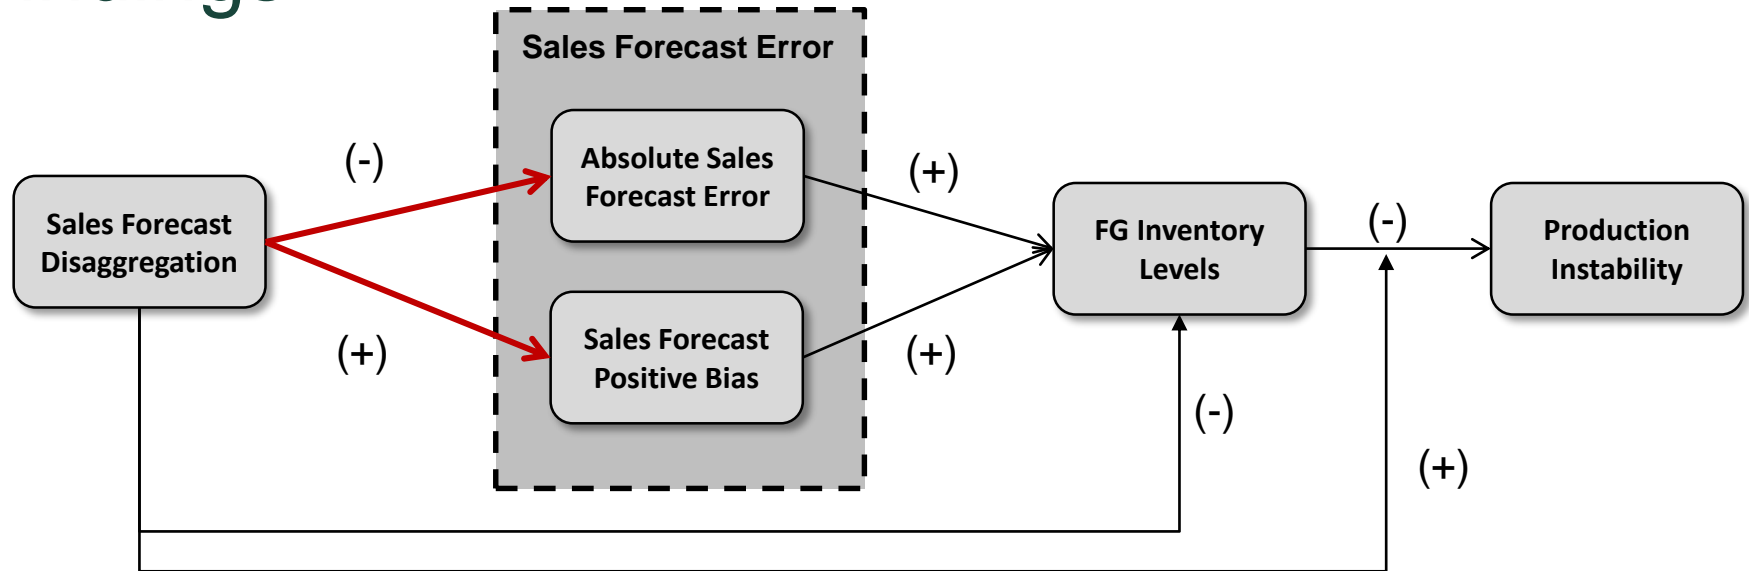 Sales Forecast Error
(-)
Absolute Sales
Forecast Error
(+)
Sales Forecast
Disaggregation
FG Inventory
Levels
(-)
Production
Instability
(+)
Sales Forecast
Positive Bias
(+)
(-)
(+)